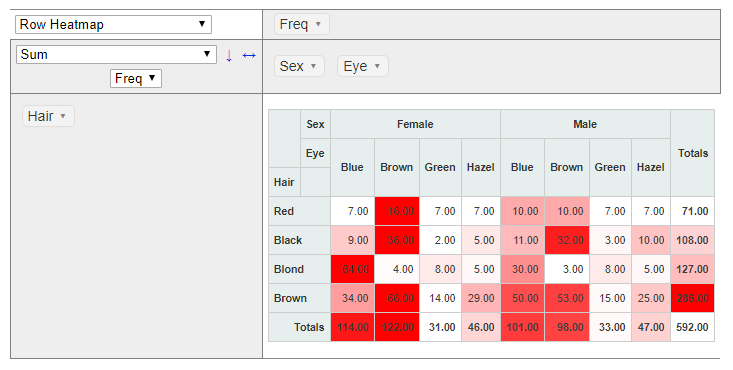 Row Heatmap ▼ Freq ▾
Sum ▼ ↓ ↔
Freq ▼
Sex ▾ Eye ▾
Hair ▾
Sex Female Male Totals
Eye Blue Brown Green Hazel Blue Brown Green Hazel
Hair
Red 7.00 16.00 7.00 7.00 10.00 10.00 7.00 7.00 71.00
Black 9.00 36.00 2.00 5.00 11.00 32.00 3.00 10.00 108.00
Blond 64.00 4.00 8.00 5.00 30.00 3.00 8.00 5.00 127.00
Brown 34.00 66.00 14.00 29.00 50.00 53.00 15.00 25.00 286.00
Totals 114.00 122.00 31.00 46.00 101.00 98.00 33.00 47.00 592.00